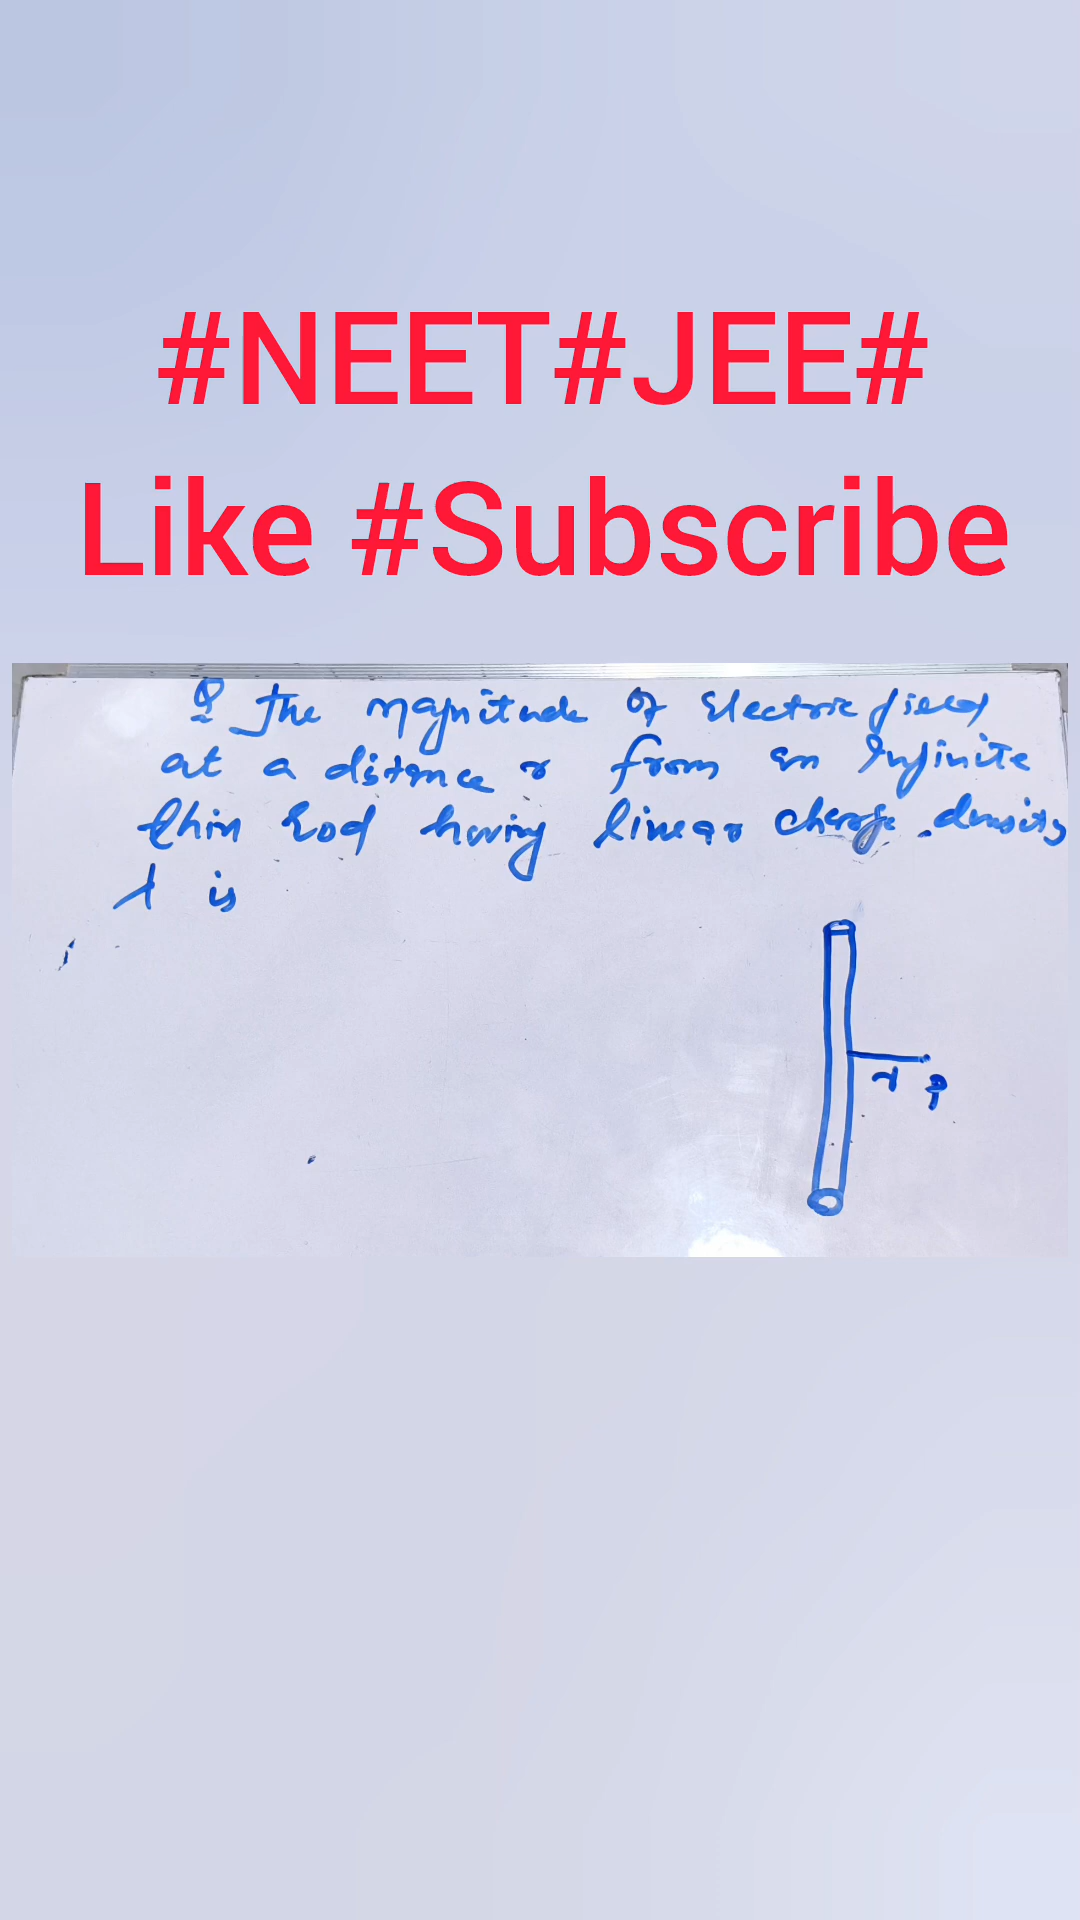 #NEET#JEE#
Like #Subscribe
Q The magnitude of Electric field
at a distance r from an Infinite
thin Rod having linear charge density
λ is
r P